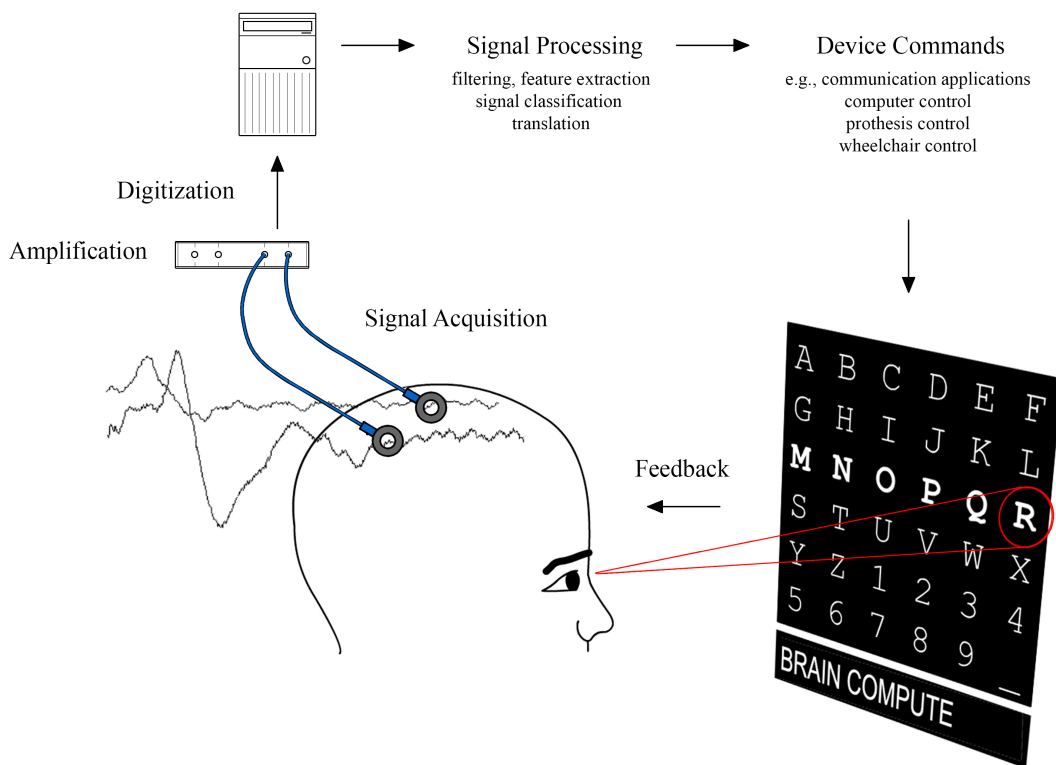 Signal Processing
filtering, feature extraction
signal classification
translation
Device Commands
e.g., communication applications
computer control
prothesis control
wheelchair control
Digitization
Amplification
Signal Acquisition
Feedback
A B C D E F
G H I J K L
M N O P Q R
S T U V W X
Y Z 1 2 3 4
5 6 7 8 9 _
BRAIN COMPUTE